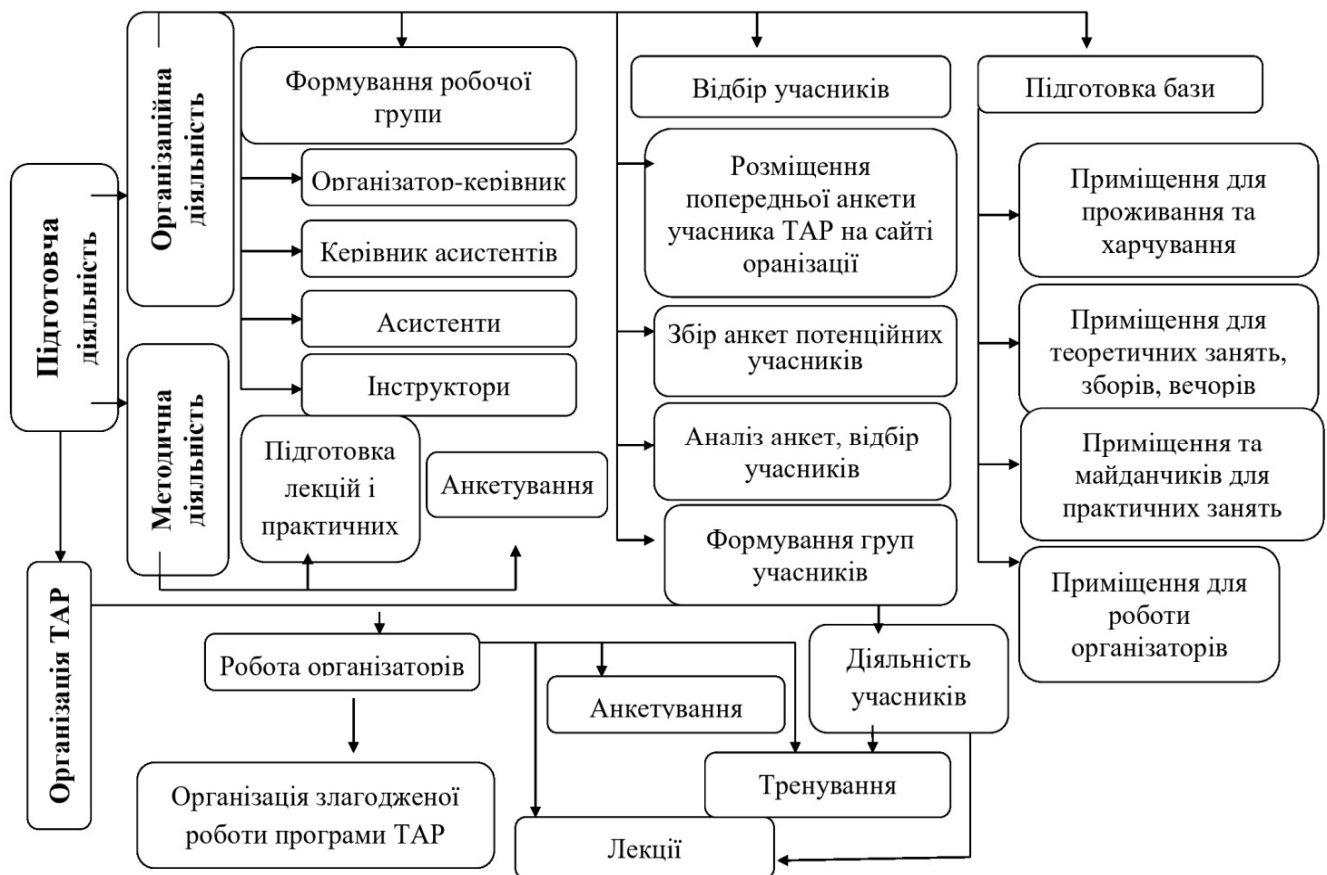 Підготовча
діяльність
Організаційна
діяльність
Методична
діяльність
Організація ТАР
Формування робочої
групи
Організатор-керівник
Керівник асистентів
Асистенти
Інструктори
Підготовка
лекцій і
практичних
Анкетування
Відбір учасників
Розміщення
попередньої анкети
учасника ТАР на сайті
оранізації
Збір анкет потенційних
учасників
Аналіз анкет, відбір
учасників
Формування груп
учасників
Підготовка бази
Приміщення для
проживання та
харчування
Приміщення для
теоретичних занять,
зборів, вечорів
Приміщення та
майданчиків для
практичних занять
Приміщення для
роботи
організаторів
Робота організаторів
Організація злагодженої
роботи програми ТАР
Анкетування
Діяльність
учасників
Тренування
Лекції